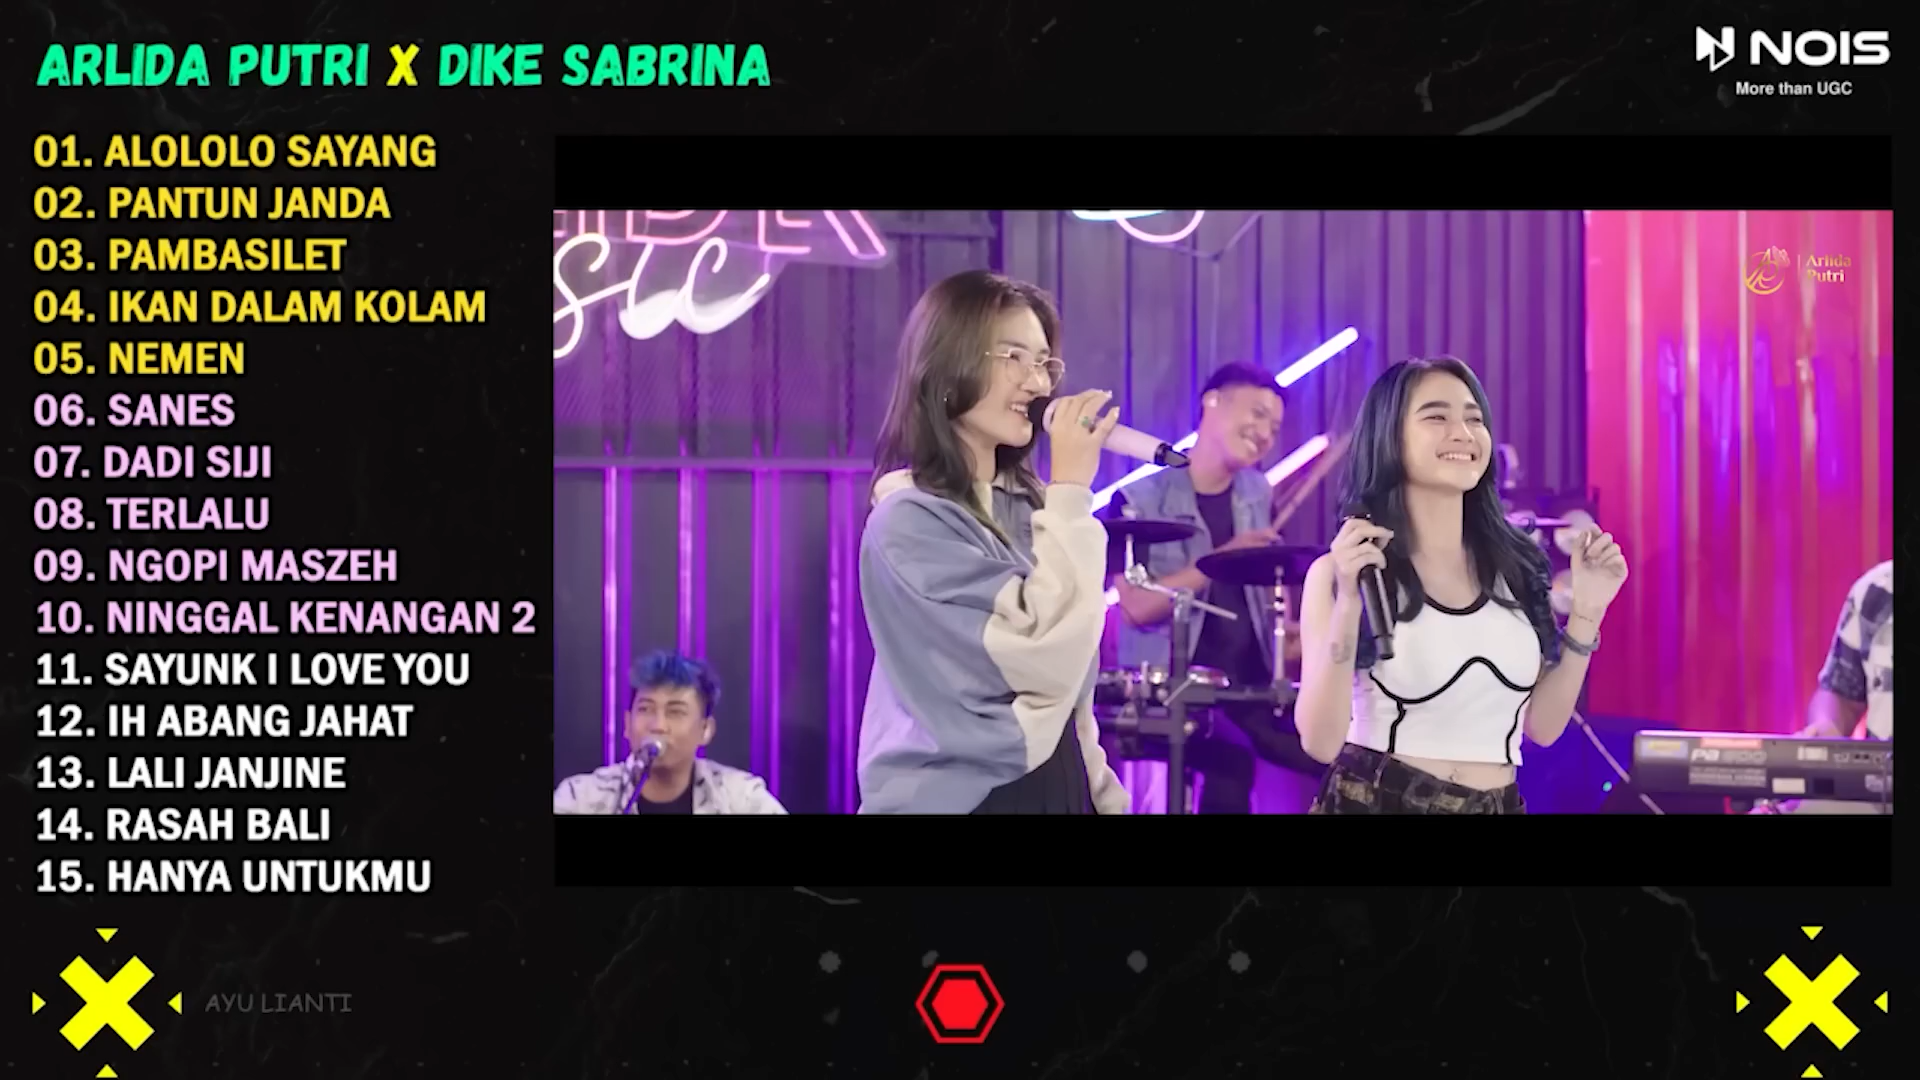 ARLIDA PUTRI X DIKE SABRINA
NOIS
More than UGC
01. ALOLOLO SAYANG
02. PANTUN JANDA
03. PAMBASILET
04. IKAN DALAM KOLAM
05. NEMEN
06. SANES
07. DADI SIJI
08. TERLALU
09. NGOPI MASZEH
10. NINGGAL KENANGAN 2
11. SAYUNK I LOVE YOU
12. IH ABANG JAHAT
13. LALI JANJINE
14. RASAH BALI
15. HANYA UNTUKMU
Arlida
Putri
AYU LIANTI